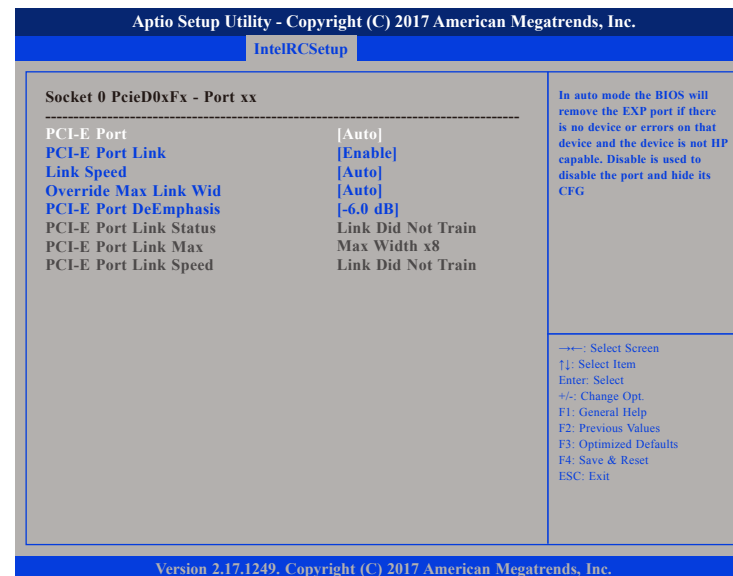 Aptio Setup Utility - Copyright (C) 2017 American Megatrends, Inc.
IntelRCSetup
Socket 0 PcieD0xFx - Port xx
PCI-E Port [Auto]
PCI-E Port Link [Enable]
Link Speed [Auto]
Override Max Link Wid [Auto]
PCI-E Port DeEmphasis [-6.0 dB]
PCI-E Port Link Status Link Did Not Train
PCI-E Port Link Max Max Width x8
PCI-E Port Link Speed Link Did Not Train
In auto mode the BIOS will
remove the EXP port if there
is no device or errors on that
device and the device is not HP
capable. Disable is used to
disable the port and hide its
CFG
→←: Select Screen
↑↓: Select Item
Enter: Select
+/-: Change Opt.
F1: General Help
F2: Previous Values
F3: Optimized Defaults
F4: Save & Reset
ESC: Exit
Version 2.17.1249. Copyright (C) 2017 American Megatrends, Inc.